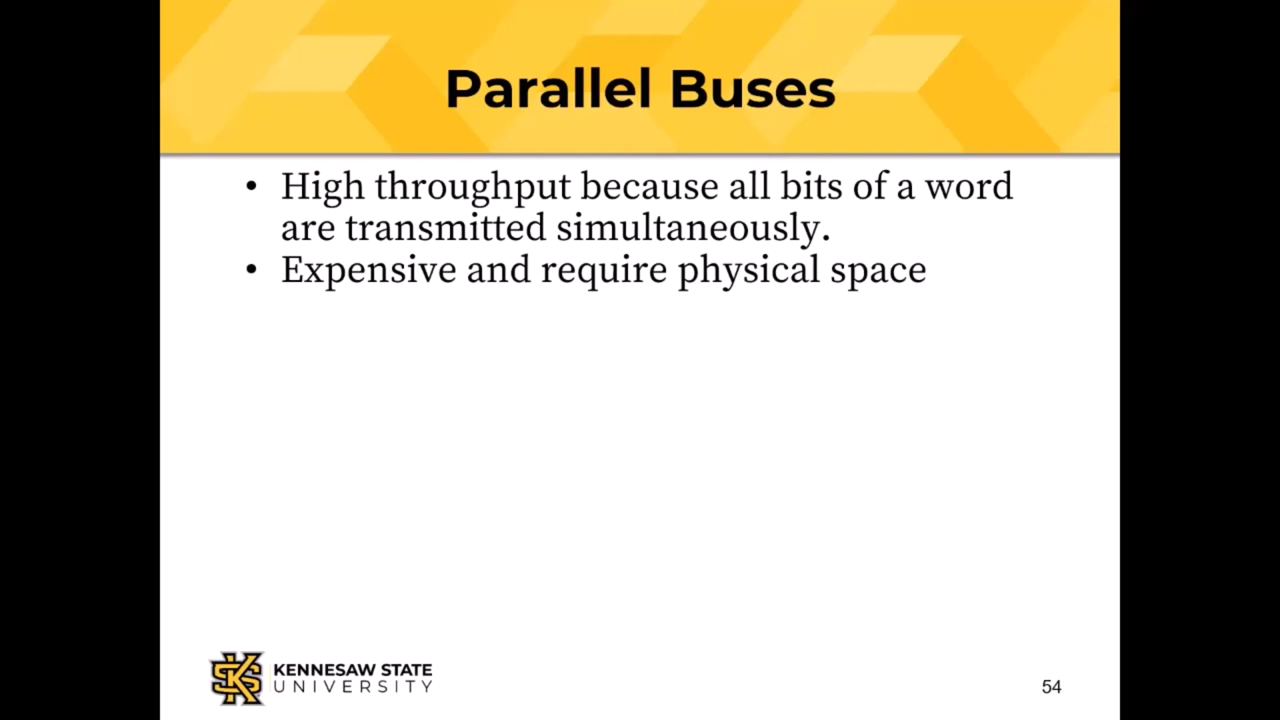 Parallel Buses
• High throughput because all bits of a word
are transmitted simultaneously.
• Expensive and require physical space
KENNESAW STATE
UNIVERSITY
54